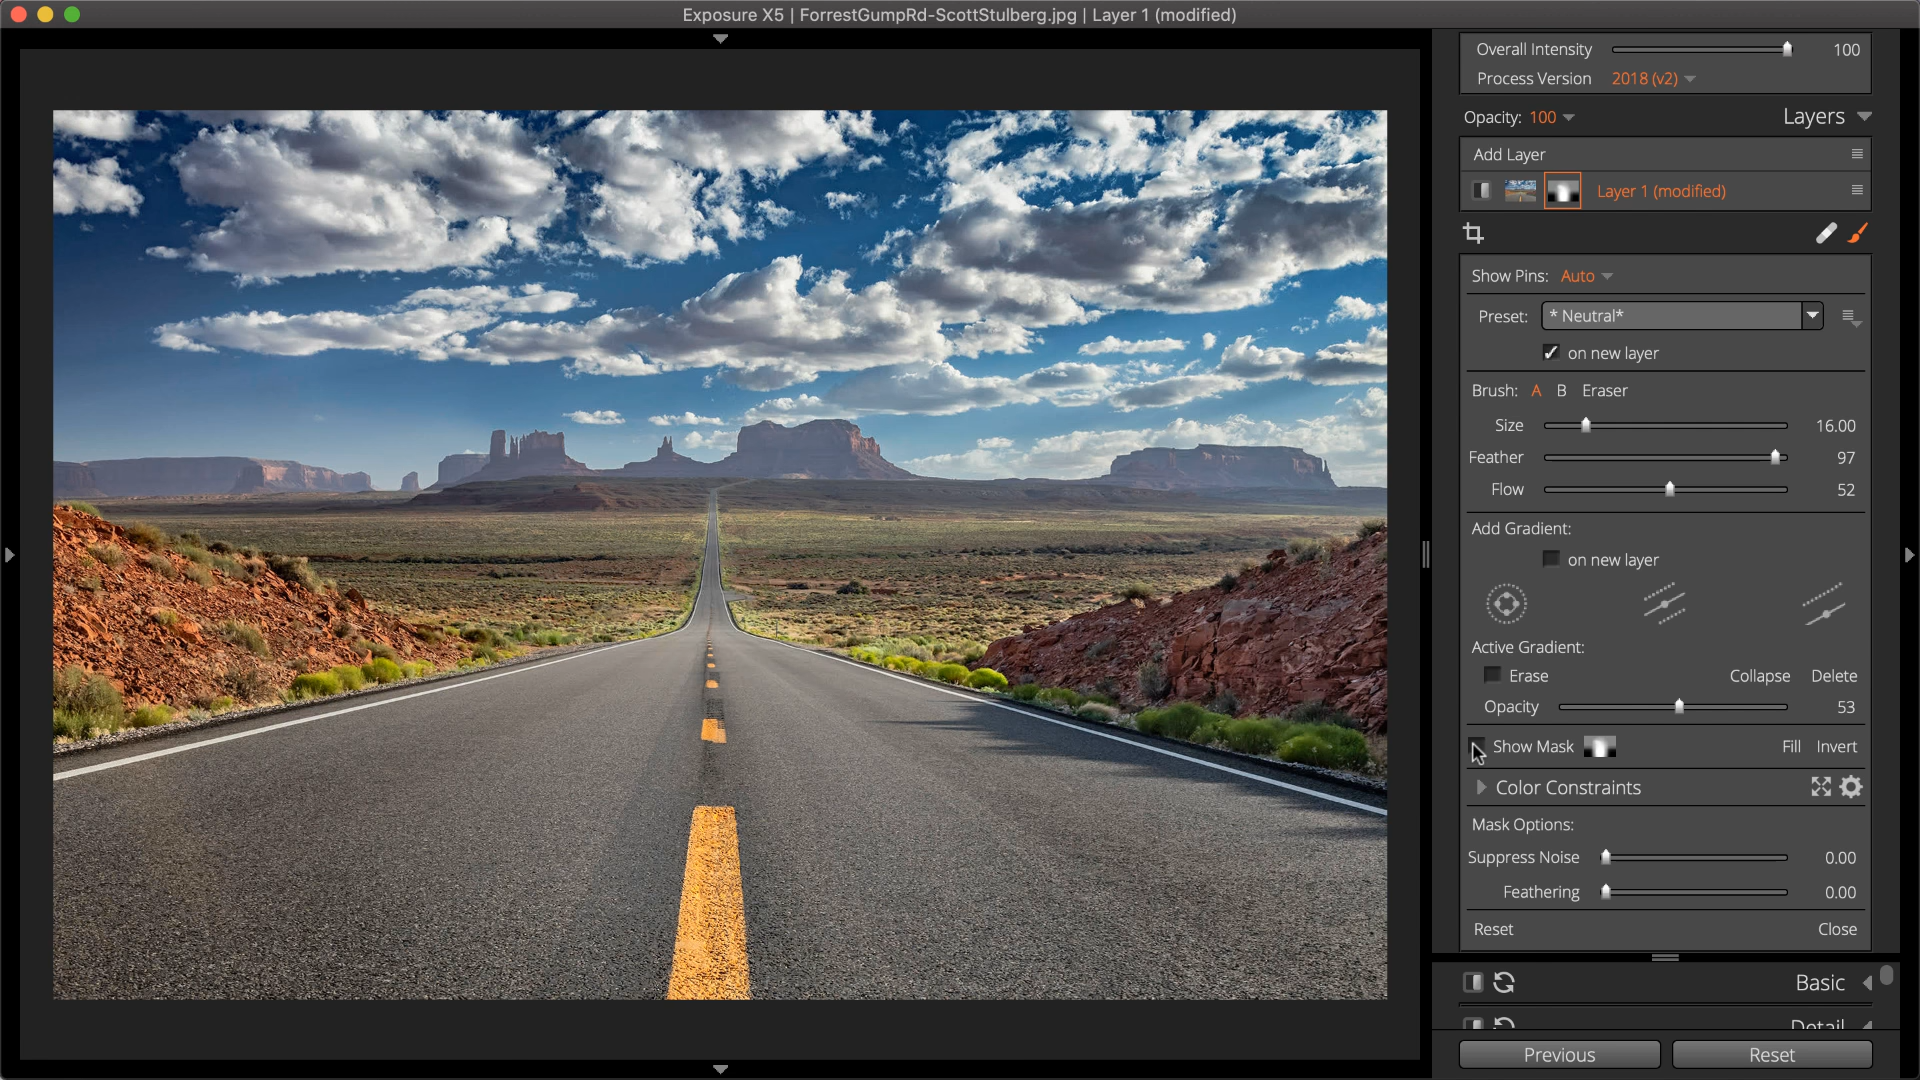 Exposure X5 | ForrestGumpRd-ScottStulberg.jpg | Layer 1 (modified)
Overall Intensity 100
Process Version 2018 (v2)
Opacity: 100 Layers
Add Layer
Layer 1 (modified)
Show Pins: Auto
Preset: * Neutral*
on new layer
Brush: A B Eraser
Size 16.00
Feather 97
Flow 52
Add Gradient:
on new layer
Active Gradient:
Erase Collapse Delete
Opacity 53
Show Mask Fill Invert
Color Constraints
Mask Options:
Suppress Noise 0.00
Feathering 0.00
Reset Close
Basic
Detail
Previous Reset